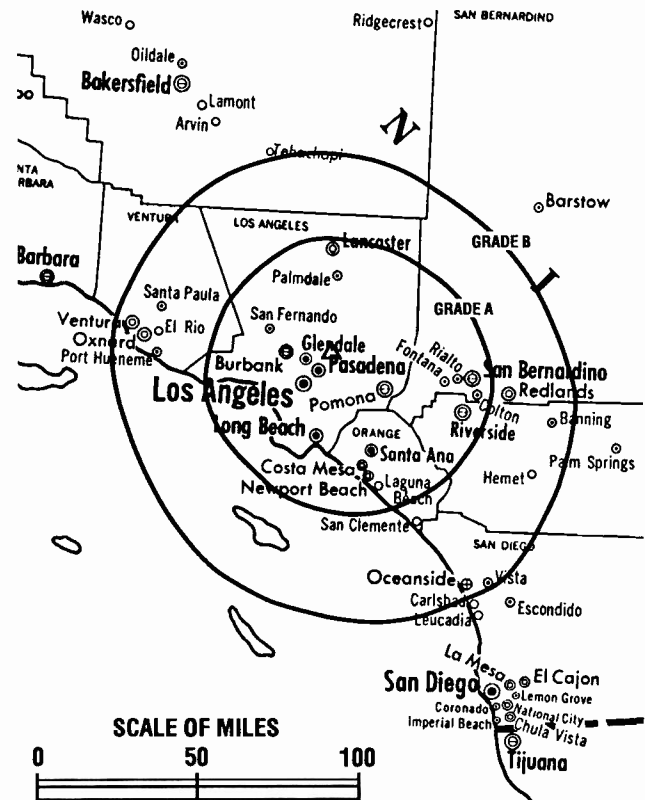 Wasco
Ridgecrest
SAN BERNARDINO
Oildale
Bakersfield
Lamont
Arvin
N
Tehachapi
NTA
RBARA
Barstow
VENTURA
LOS ANGELES
GRADE B
Lancaster
Barbara
Palmdale
Santa Paula
GRADE A
San Fernando
Ventura
El Rio
Oxnard
Port Hueneme
Glendale
Burbank
Pasadena
Rialto
Fontana
San Bernardino
Los Angeles
Pomona
Redlands
Colton
Long Beach
ORANGE
Riverside
Banning
Santa Ana
Palm Springs
Costa Mesa
Hemet
Newport Beach
Laguna
Beach
San Clemente
SAN DIEGO
Oceanside
Vista
Carlsbad
Escondido
Leucadia
La Mesa
El Cajon
San Diego
Lemon Grove
Coronado
National City
Imperial Beach
Chula Vista
Tijuana
SCALE OF MILES
0 50 100